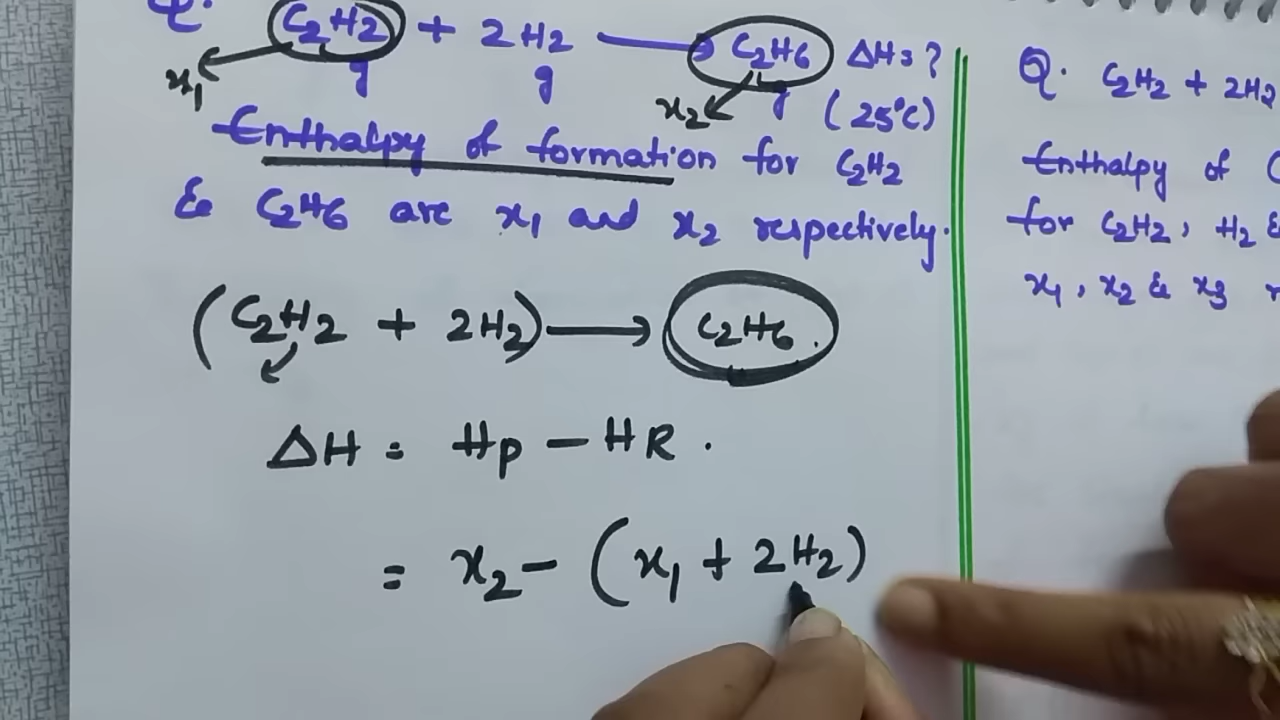 Q. C2H2 + 2H2 → C2H6 ΔH=?
g g g
x1 x2 (25°C)
Enthalpy of formation for C2H2
& C2H6 are x1 and x2 respectively.
(C2H2 + 2H2) → C2H6.
ΔH = HP - HR.
= x2 - (x1 + 2H2)
Q. C2H2 + 2H2
Enthalpy of
for C2H2, H2 &
x1, x2 & x3